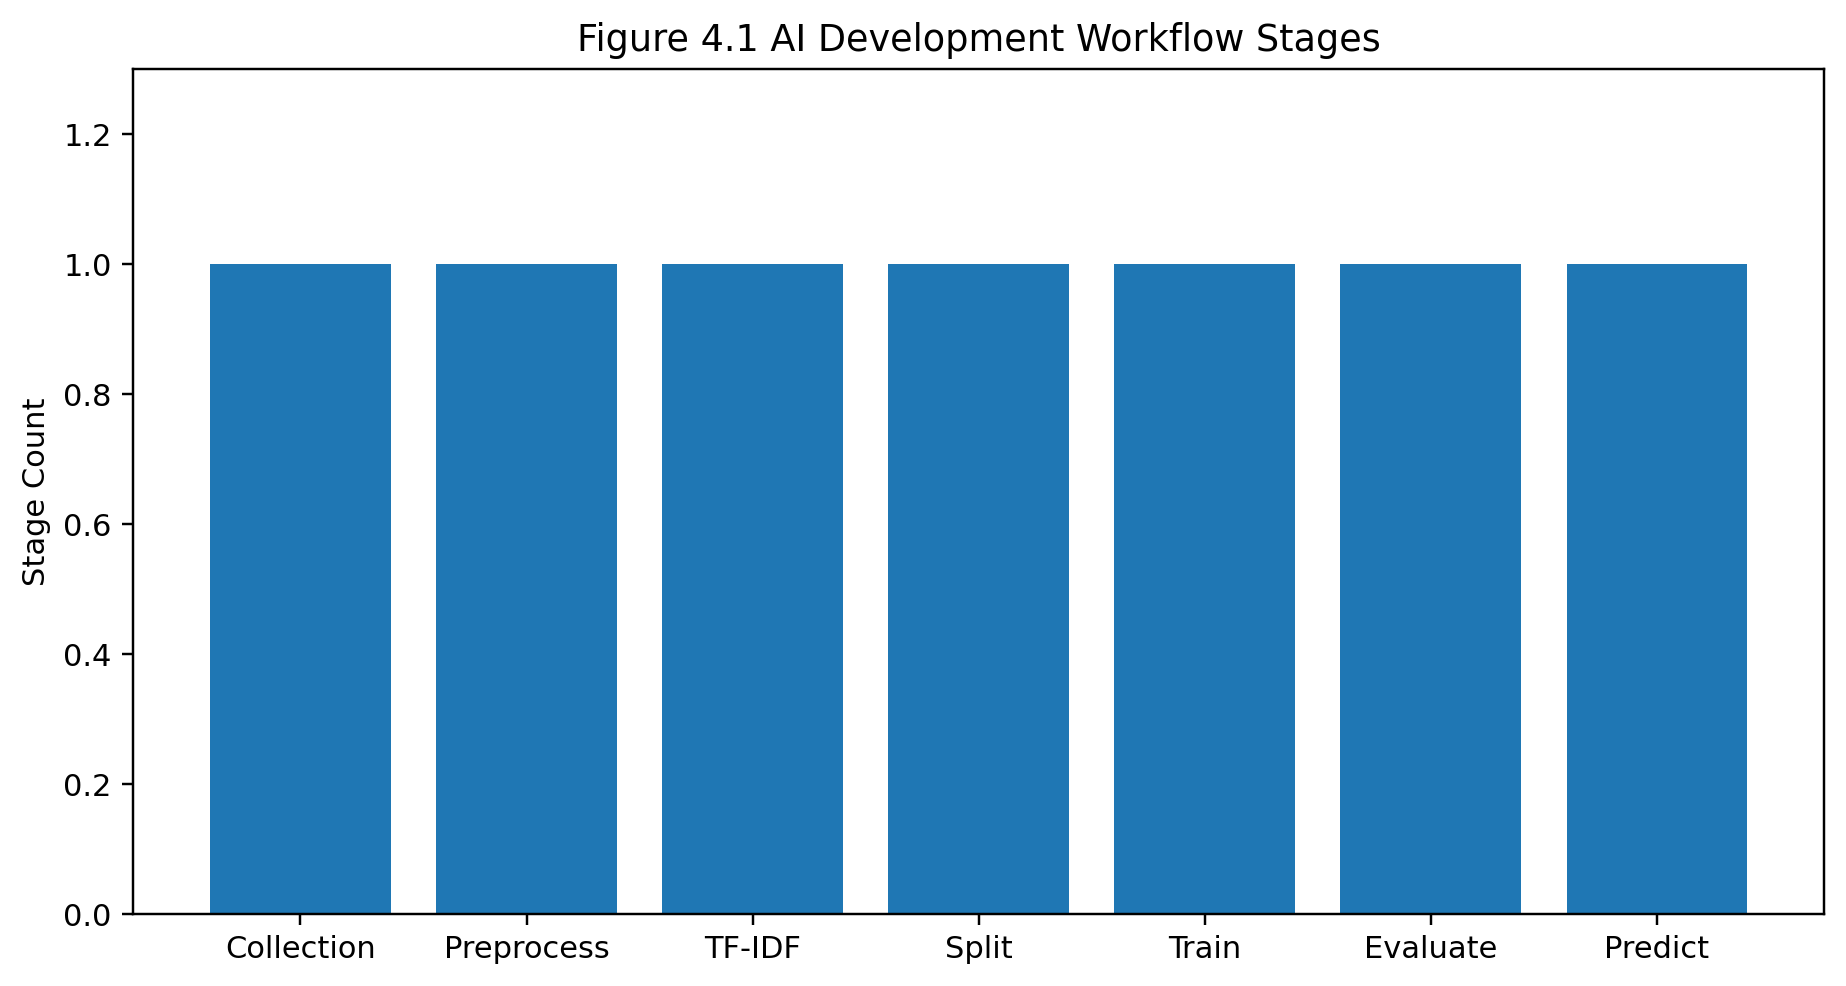 Figure 4.1 AI Development Workflow Stages
Stage Count
1.2
1.0
0.8
0.6
0.4
0.2
0.0
Collection Preprocess TF-IDF Split Train Evaluate Predict